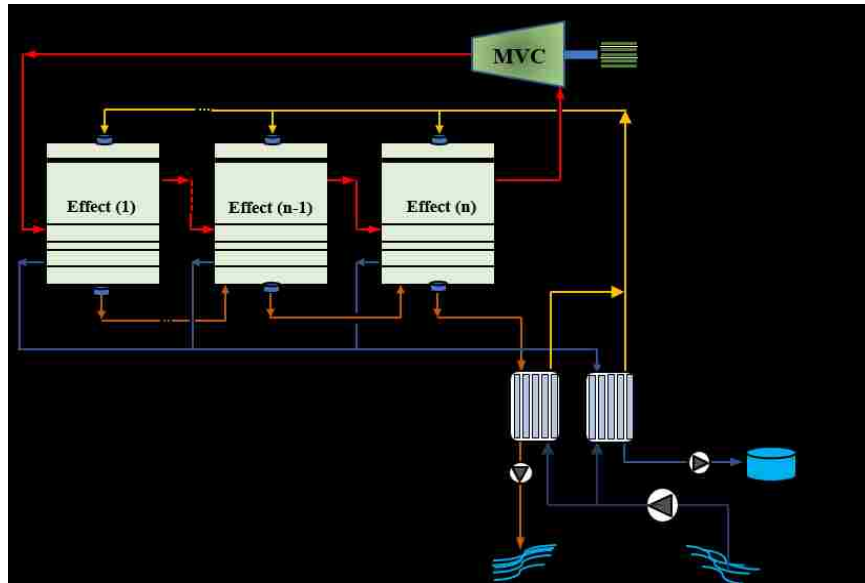 MVC
Effect (1)
Effect (n-1)
Effect (n)
...
...